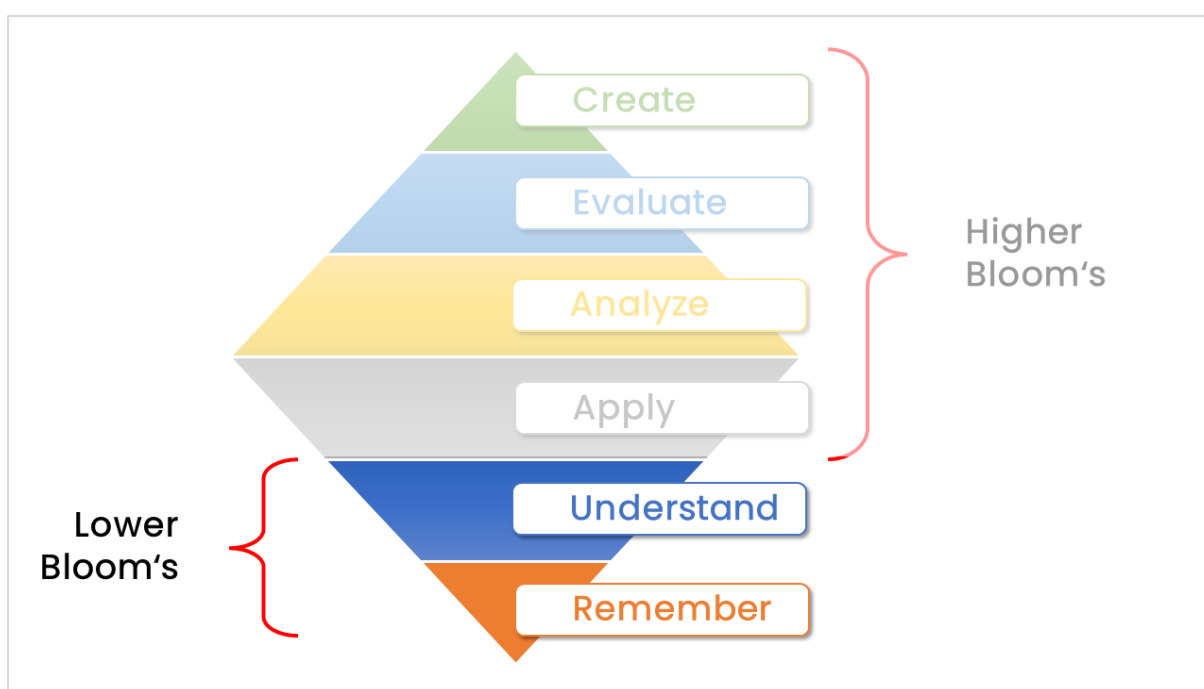 Create
Evaluate
Higher
Bloom‘s
Analyze
Apply
Understand
Lower
Bloom‘s
Remember